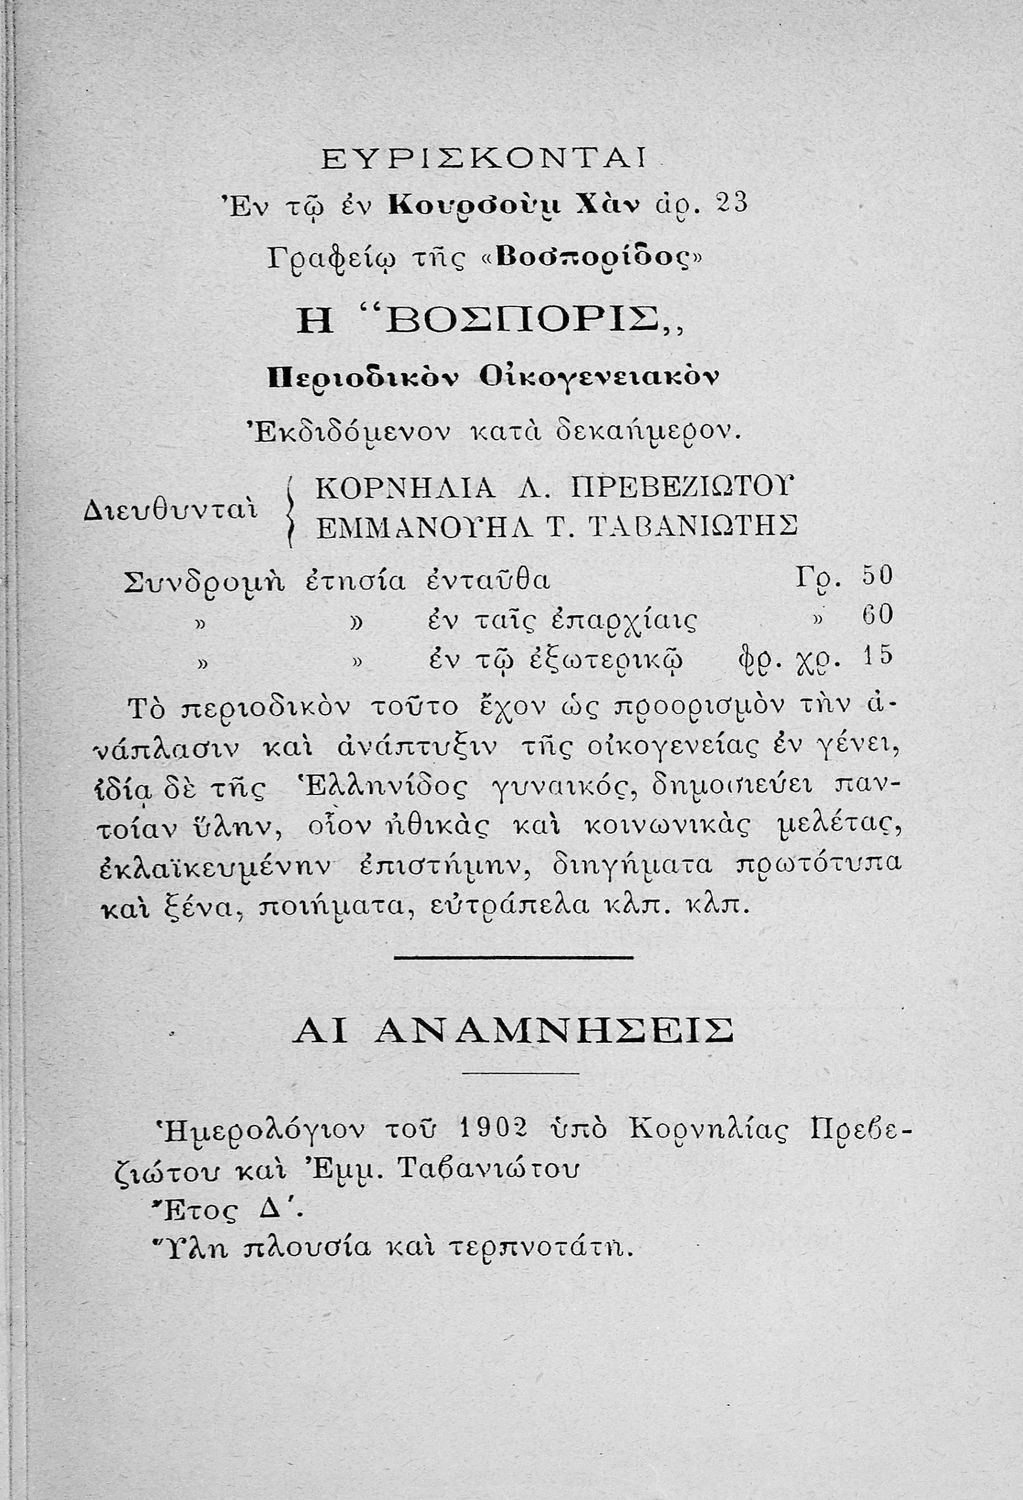 ΕΥΡΙΣΚΟΝΤΑΙ
Ἐν τῷ ἐν Κουρσοὺμ Χὰν ἀρ. 23
Γραφείῳ τῆς «Βοσπορίδος»
Η “ΒΟΣΠΟΡΙΣ„
Περιοδικὸν Οἰκογενειακὸν
Ἐκδιδόμενον κατὰ δεκαήμερον.
Διευθυνταὶ { ΚΟΡΝΗΛΙΑ Λ. ΠΡΕΒΕΖΙΩΤΟΥ
ΕΜΜΑΝΟΥΗΛ Τ. ΤΑΒΑΝΙΩΤΗΣ
Συνδρομὴ ἐτησία ἐνταῦθα Γρ. 50
» » ἐν ταῖς ἐπαρχίαις » 60
» » ἐν τῷ ἐξωτερικῷ φρ. χρ. 15
Τὸ περιοδικὸν τοῦτο ἔχον ὡς προορισμὸν τὴν ἀ-
νάπλασιν καὶ ἀνάπτυξιν τῆς οἰκογενείας ἐν γένει,
ἰδίᾳ δὲ τῆς Ἑλληνίδος γυναικός, δημοσιεύει παν-
τοίαν ὕλην, οἷον ἠθικὰς καὶ κοινωνικὰς μελέτας,
ἐκλαϊκευμένην ἐπιστήμην, διηγήματα πρωτότυπα
καὶ ξένα, ποιήματα, εὐτράπελα κλπ. κλπ.
ΑΙ ΑΝΑΜΝΗΣΕΙΣ
Ἡμερολόγιον τοῦ 1902 ὑπὸ Κορνηλίας Πρεβε-
ζιώτου καὶ Ἐμμ. Ταβανιώτου
Ἔτος Δ΄.
Ὕλη πλουσία καὶ τερπνοτάτη.